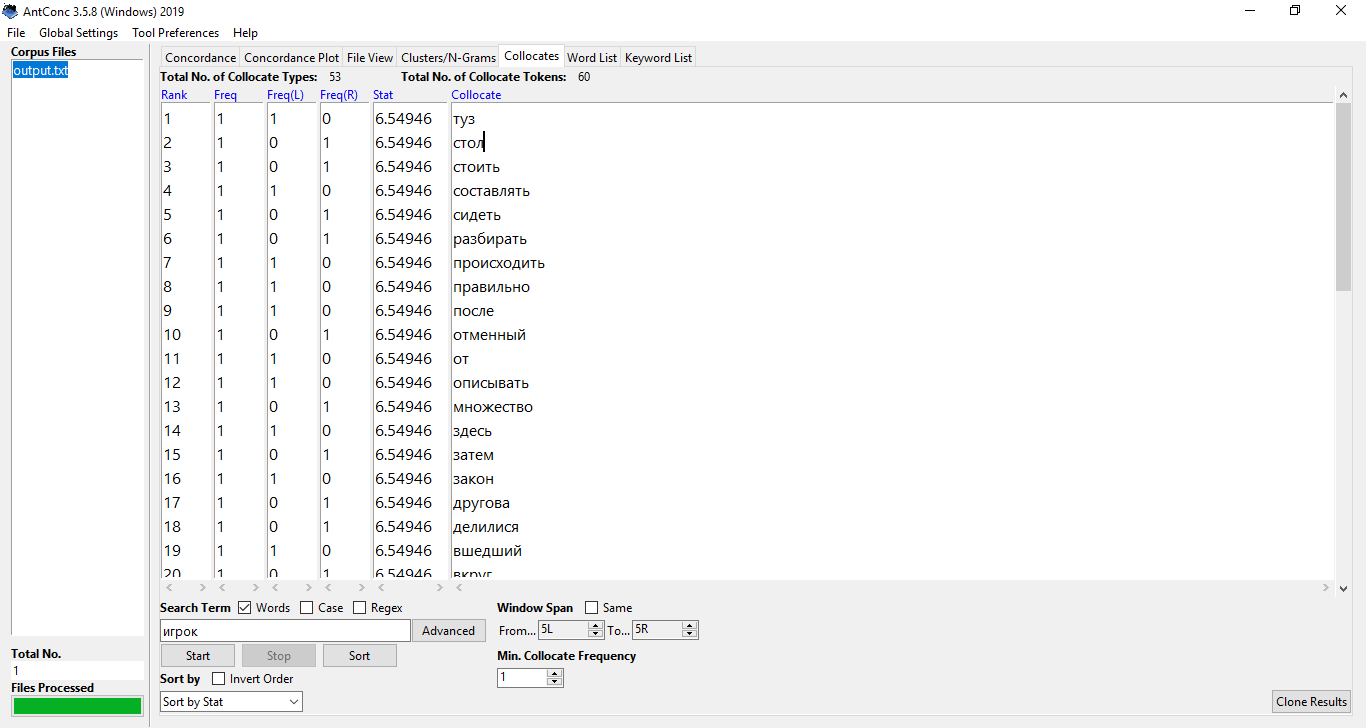 AntConc 3.5.8 (Windows) 2019
File Global Settings Tool Preferences Help
Corpus Files
output.txt
Concordance Concordance Plot File View Clusters/N-Grams Collocates Word List Keyword List
Total No. of Collocate Types: 53 Total No. of Collocate Tokens: 60
Rank Freq Freq(L) Freq(R) Stat Collocate
1 1 1 0 6.54946 туз
2 1 0 1 6.54946 стол
3 1 0 1 6.54946 стоить
4 1 1 0 6.54946 составлять
5 1 0 1 6.54946 сидеть
6 1 0 1 6.54946 разбирать
7 1 1 0 6.54946 происходить
8 1 1 0 6.54946 правильно
9 1 1 0 6.54946 после
10 1 0 1 6.54946 отменный
11 1 1 0 6.54946 от
12 1 1 0 6.54946 описывать
13 1 0 1 6.54946 множество
14 1 1 0 6.54946 здесь
15 1 0 1 6.54946 затем
16 1 1 0 6.54946 закон
17 1 0 1 6.54946 другова
18 1 0 1 6.54946 делилися
19 1 1 0 6.54946 вшедший
20 1 0 1 6.54946 вкруг
Search Term Words Case Regex Window Span Same
игрок Advanced From... 5L To... 5R
Start Stop Sort Min. Collocate Frequency
Total No.
1
Files Processed
Sort by Invert Order 1
Sort by Stat Clone Results